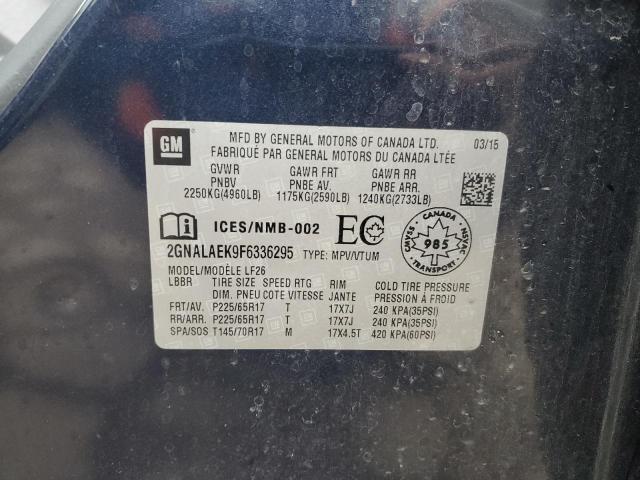 GM
MFD BY GENERAL MOTORS OF CANADA LTD. 03/15
FABRIQUÉ PAR GENERAL MOTORS DU CANADA LTÉE
GVWR GAWR FRT GAWR RR
PNBV PNBE AV. PNBE ARR.
2250KG(4960LB) 1175KG(2590LB) 1240KG(2733LB)
ICES/NMB-002 EC
CANADA
CMVSS 985 NSVAC
TRANSPORT
2GNALAEK9F6336295 TYPE: MPV/VTUM
MODEL/MODÈLE LF26
LBBR TIRE SIZE SPEED RTG RIM COLD TIRE PRESSURE
DIM. PNEU COTE VITESSE JANTE PRESSION À FROID
FRT/AV. P225/65R17 T 17X7J 240 KPA(35PSI)
RR/ARR. P225/65R17 T 17X7J 240 KPA(35PSI)
SPA/SOS T145/70R17 M 17X4.5T 420 KPA(60PSI)